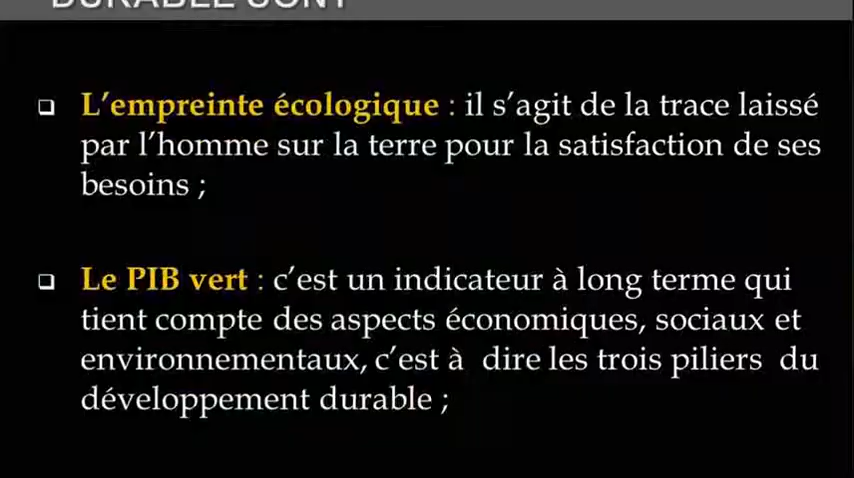 DURABLE SONT
❑ L’empreinte écologique : il s’agit de la trace laissé
par l’homme sur la terre pour la satisfaction de ses
besoins ;
❑ Le PIB vert : c’est un indicateur à long terme qui
tient compte des aspects économiques, sociaux et
environnementaux, c’est à dire les trois piliers du
développement durable ;